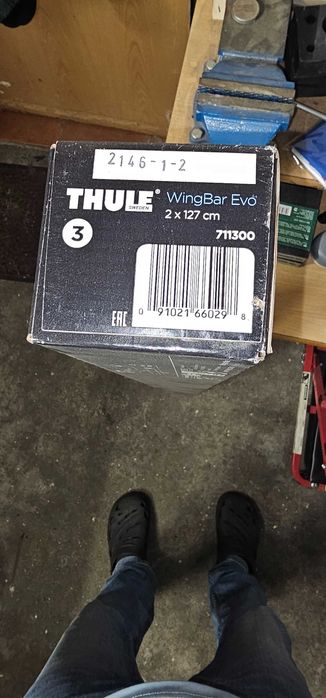 2146-1-2
THULE®
SWEDEN
WingBar Evo
2 x 127 cm
3
711300
EAC
0 91021 66029 8